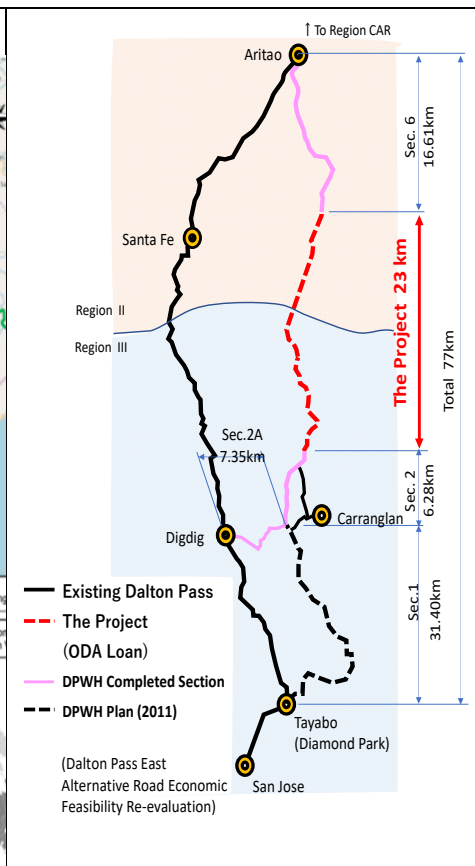 ↑ To Region CAR
Aritao
Sec. 6
16.61km
Santa Fe
The Project 23 km
Total 77km
Region II
Region III
Sec.2A
7.35km
Sec. 2
6.28km
Carranglan
Digdig
Sec.1
31.40km
Existing Dalton Pass
The Project
(ODA Loan)
DPWH Completed Section
DPWH Plan (2011)
Tayabo
(Diamond Park)
(Dalton Pass East
Alternative Road Economic
Feasibility Re-evaluation)
San Jose